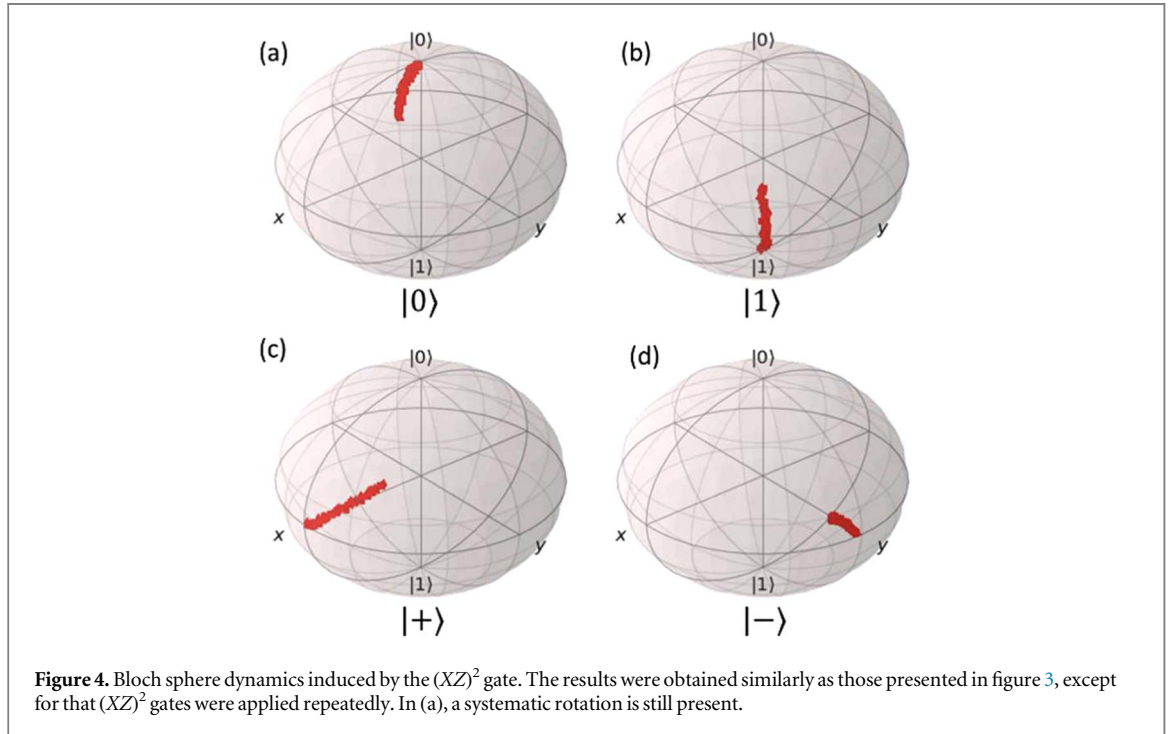 (a)
|0⟩
x
y
|1⟩
|0⟩
(b)
|0⟩
x
y
|1⟩
|1⟩
(c)
|0⟩
x
y
|1⟩
|+⟩
(d)
|0⟩
x
y
|1⟩
|−⟩
Figure 4. Bloch sphere dynamics induced by the (XZ)² gate. The results were obtained similarly as those presented in figure 3, except
for that (XZ)² gates were applied repeatedly. In (a), a systematic rotation is still present.